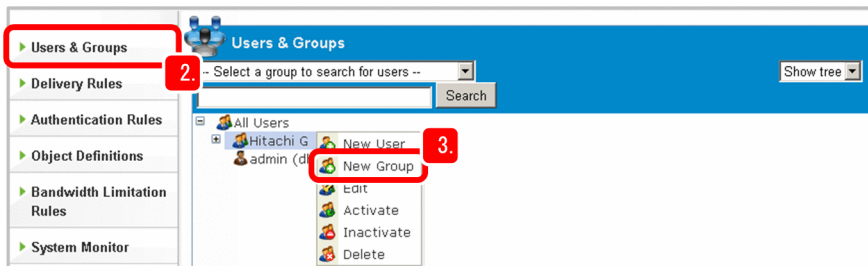 Users & Groups
Delivery Rules
Authentication Rules
Object Definitions
Bandwidth Limitation
Rules
System Monitor
2.
Users & Groups
-- Select a group to search for users --
Show tree
Search
All Users
Hitachi G
admin (d
3.
New User
New Group
Edit
Activate
Inactivate
Delete